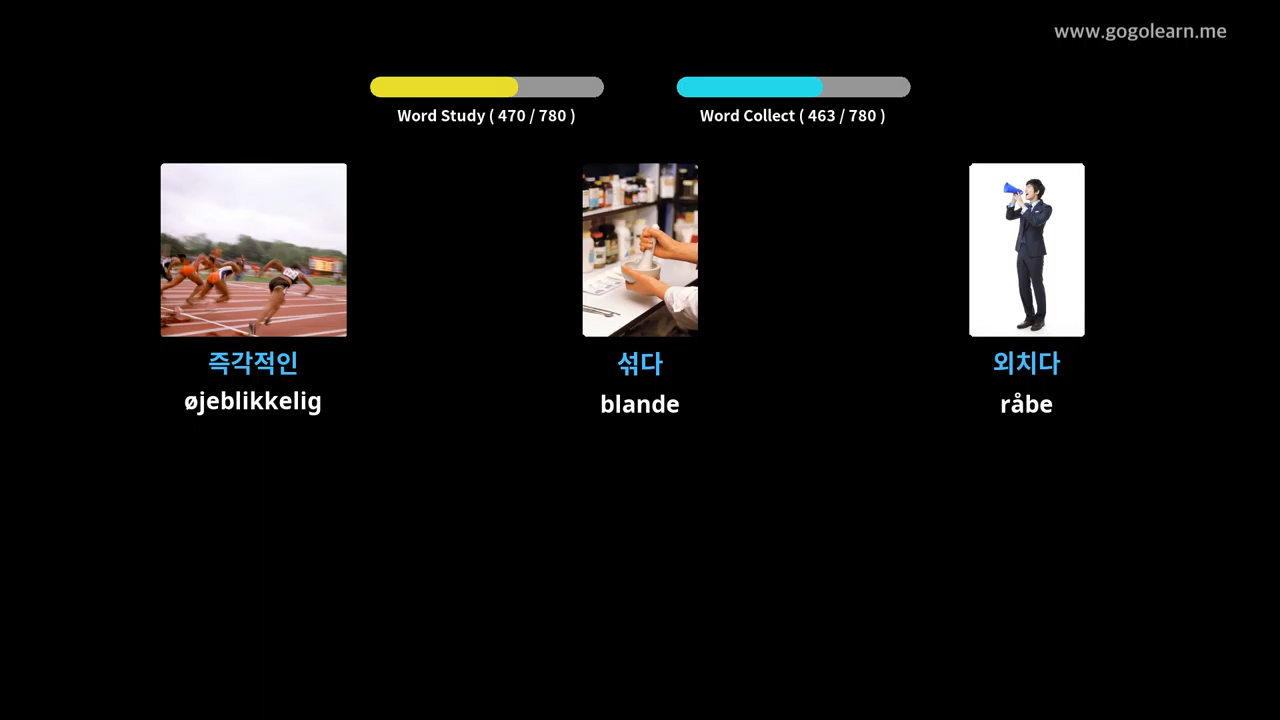 www.gogolearn.me
Word Study ( 470 / 780 )
Word Collect ( 463 / 780 )
즉각적인
øjeblikkelig
섞다
blande
외치다
råbe